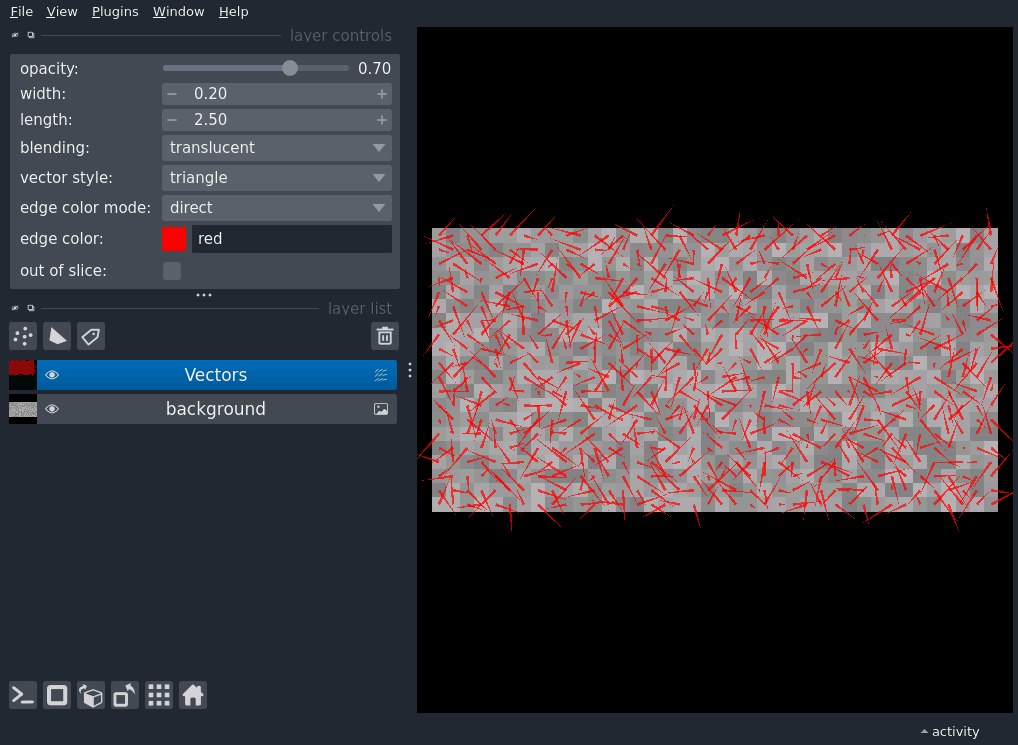 File View Plugins Window Help
layer controls
opacity: 0.70
width: 0.20
length: 2.50
blending: translucent
vector style: triangle
edge color mode: direct
edge color: red
out of slice:
layer list
Vectors
background
activity